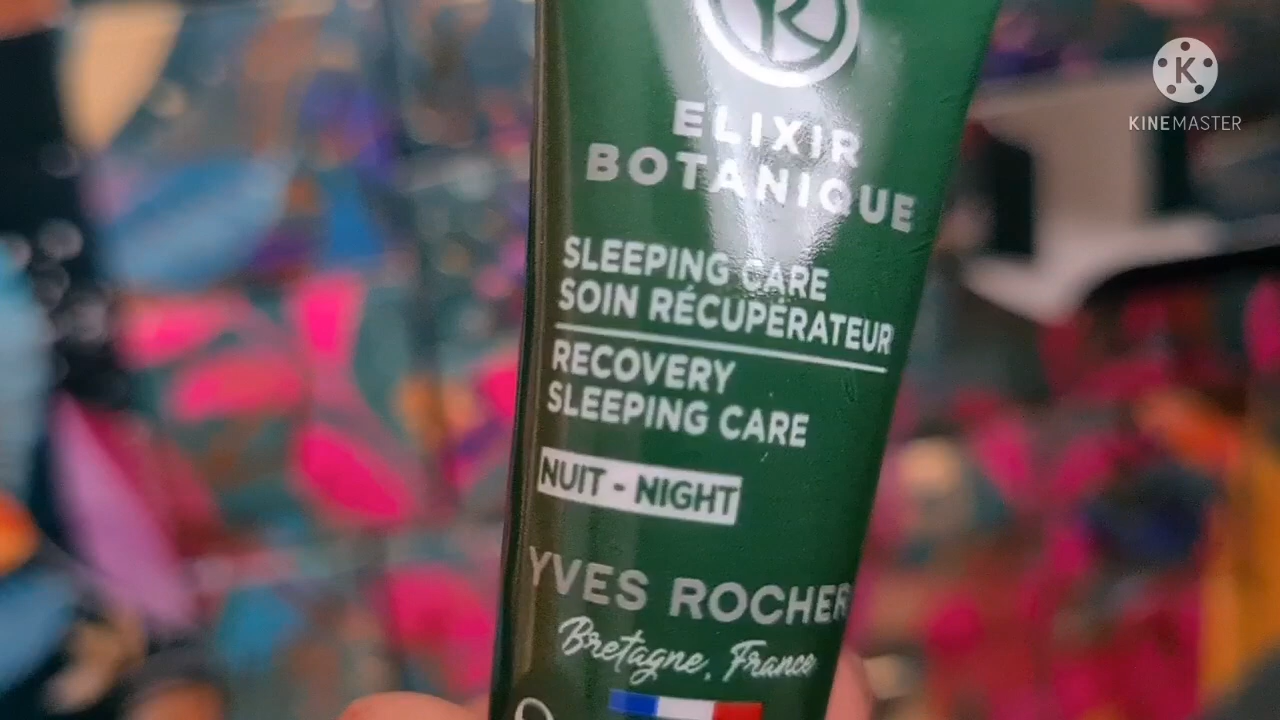 ELIXIR
BOTANIQUE
SLEEPING CARE
SOIN RÉCUPÉRATEUR
RECOVERY
SLEEPING CARE
NUIT - NIGHT
YVES ROCHER
Bretagne, France
K
KINEMASTER